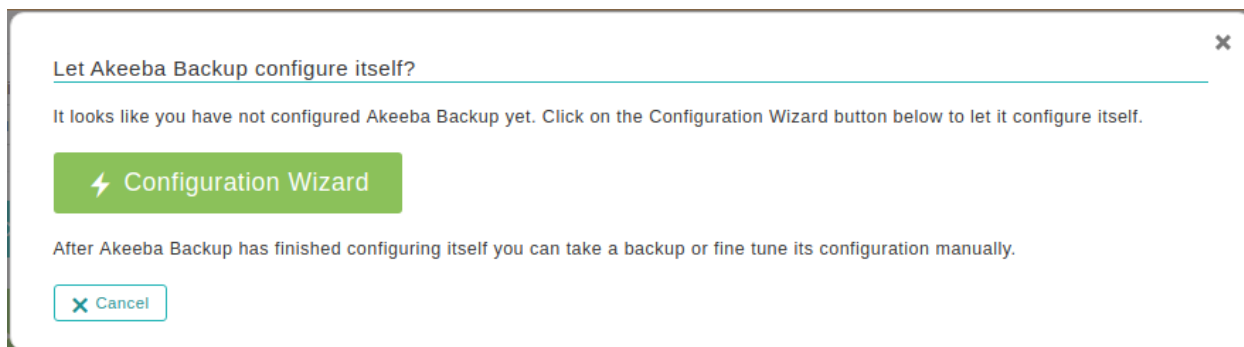 Let Akeeba Backup configure itself?
It looks like you have not configured Akeeba Backup yet. Click on the Configuration Wizard button below to let it configure itself.
Configuration Wizard
After Akeeba Backup has finished configuring itself you can take a backup or fine tune its configuration manually.
Cancel